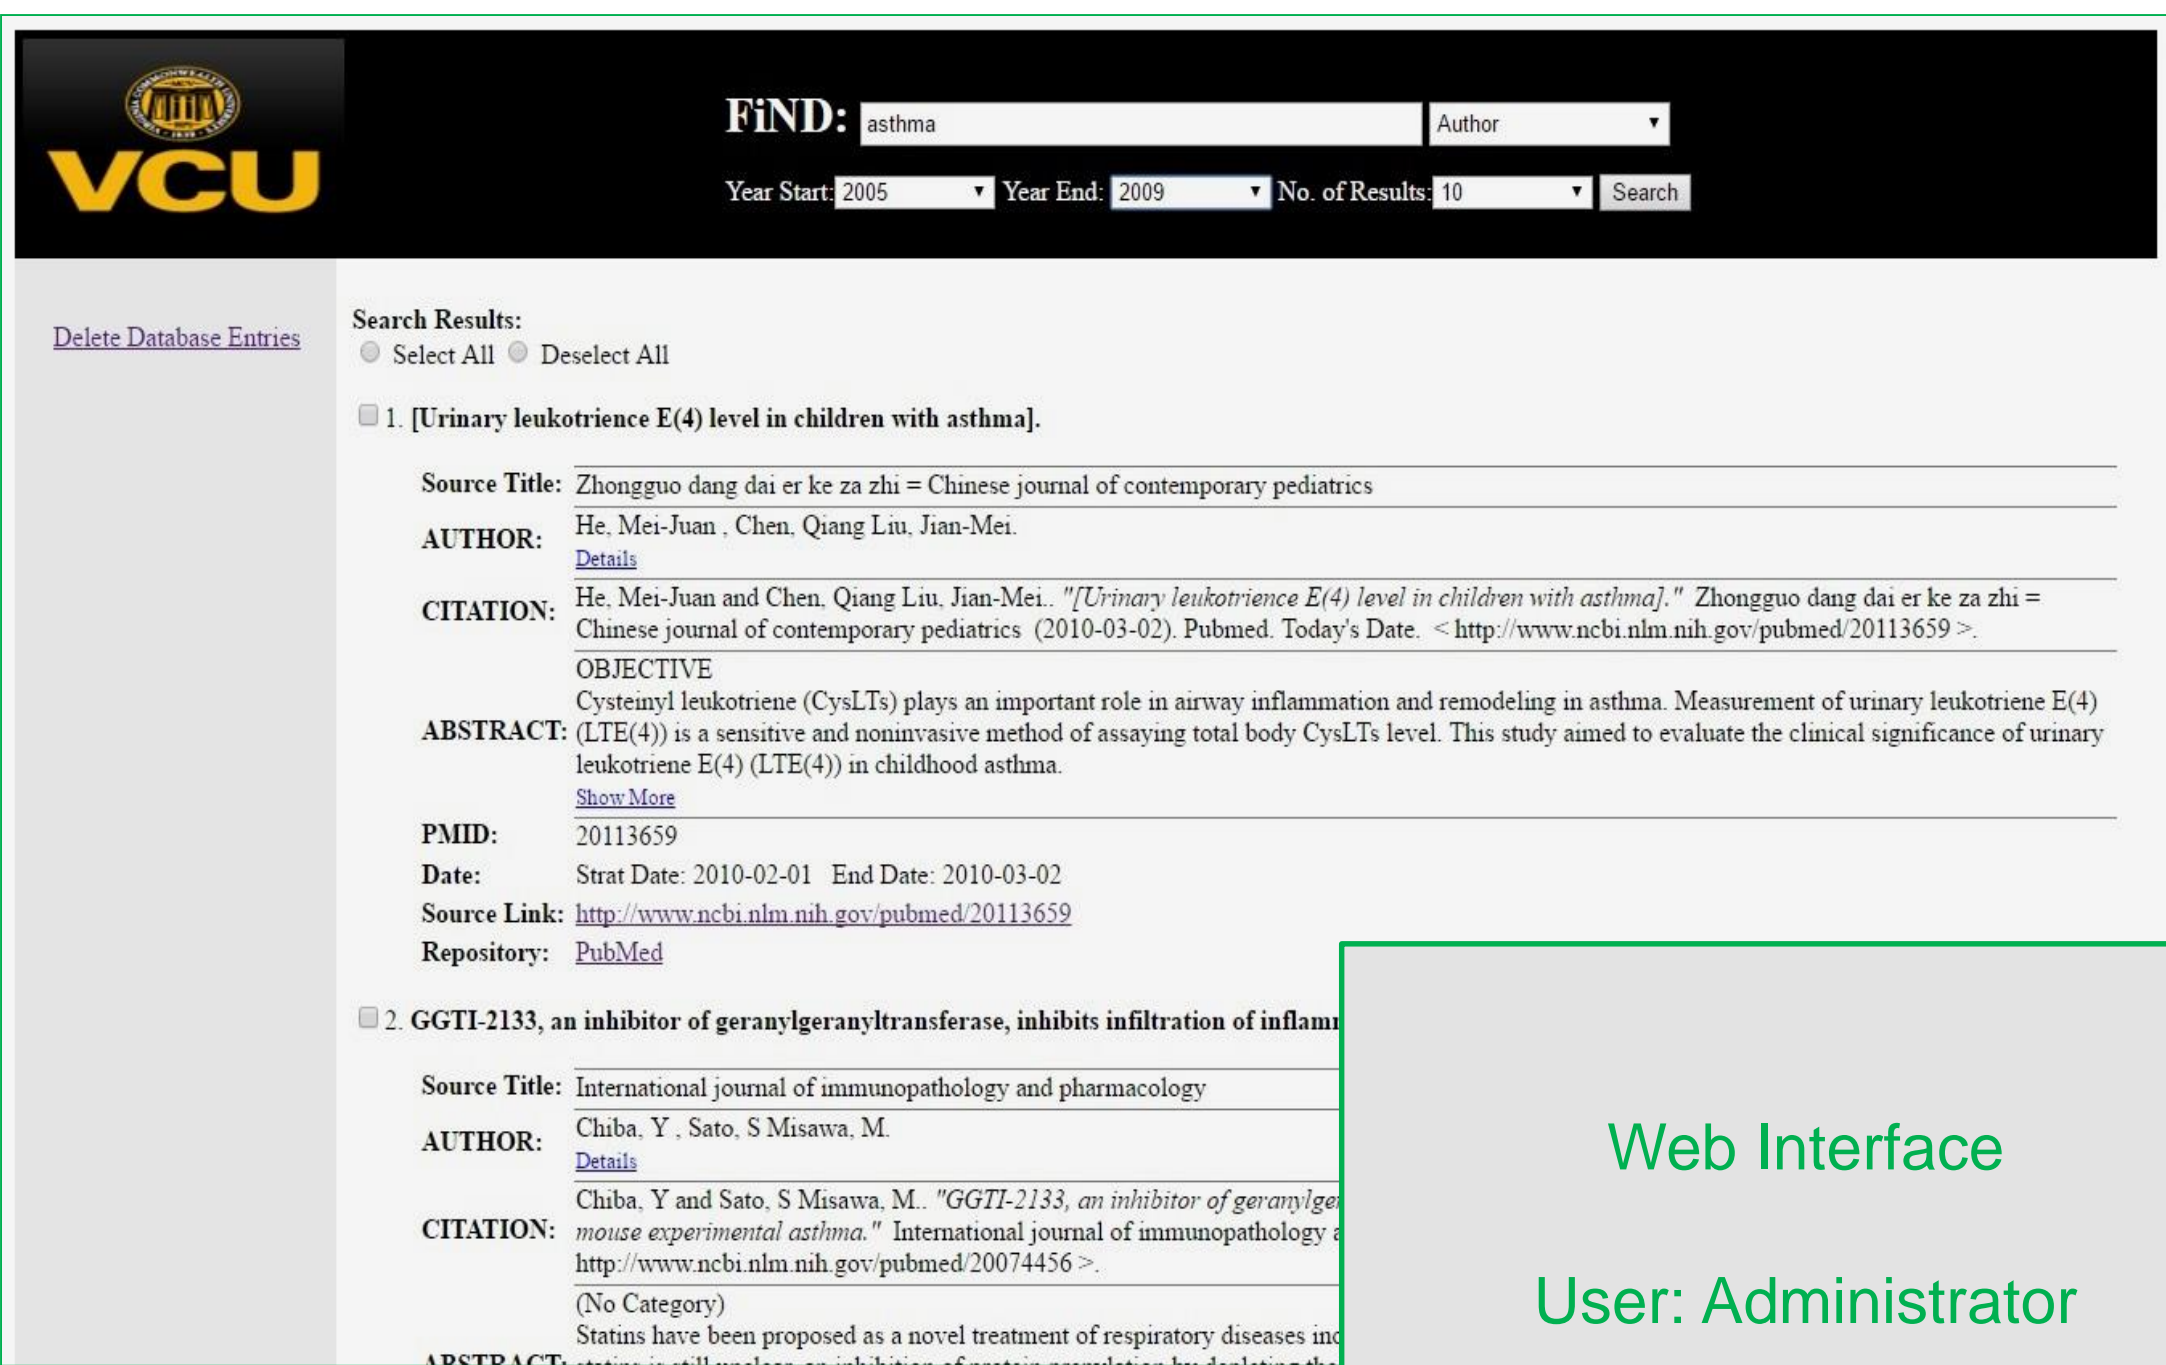 VIRGINIA COMMONWEALTH UNIVERSITY
1838
VCU
FiND: asthma Author
Year Start: 2005 Year End: 2009 No. of Results: 10 Search
Delete Database Entries
Search Results:
Select All Deselect All
1. [Urinary leukotrience E(4) level in children with asthma].
Source Title: Zhongguo dang dai er ke za zhi = Chinese journal of contemporary pediatrics
AUTHOR: He, Mei-Juan , Chen, Qiang Liu, Jian-Mei.
Details
CITATION: He, Mei-Juan and Chen, Qiang Liu, Jian-Mei.. "[Urinary leukotrience E(4) level in children with asthma]." Zhongguo dang dai er ke za zhi =
Chinese journal of contemporary pediatrics (2010-03-02). Pubmed. Today's Date. < http://www.ncbi.nlm.nih.gov/pubmed/20113659 >.
OBJECTIVE
Cysteinyl leukotriene (CysLTs) plays an important role in airway inflammation and remodeling in asthma. Measurement of urinary leukotriene E(4)
ABSTRACT: (LTE(4)) is a sensitive and noninvasive method of assaying total body CysLTs level. This study aimed to evaluate the clinical significance of urinary
leukotriene E(4) (LTE(4)) in childhood asthma.
Show More
PMID: 20113659
Date: Strat Date: 2010-02-01 End Date: 2010-03-02
Source Link: http://www.ncbi.nlm.nih.gov/pubmed/20113659
Repository: PubMed
2. GGTI-2133, an inhibitor of geranylgeranyltransferase, inhibits infiltration of
Source Title: International journal of immunopathology and pharmacology
AUTHOR: Chiba, Y , Sato, S Misawa, M.
Details
CITATION: Chiba, Y and Sato, S Misawa, M.. "GGTI-2133, an inhibitor of
mouse experimental asthma." International journal of immunopathology
http://www.ncbi.nlm.nih.gov/pubmed/20074456 >.
(No Category)
Statins have been proposed as a novel treatment of respiratory diseases
ABSTRACT:
Web Interface
User: Administrator